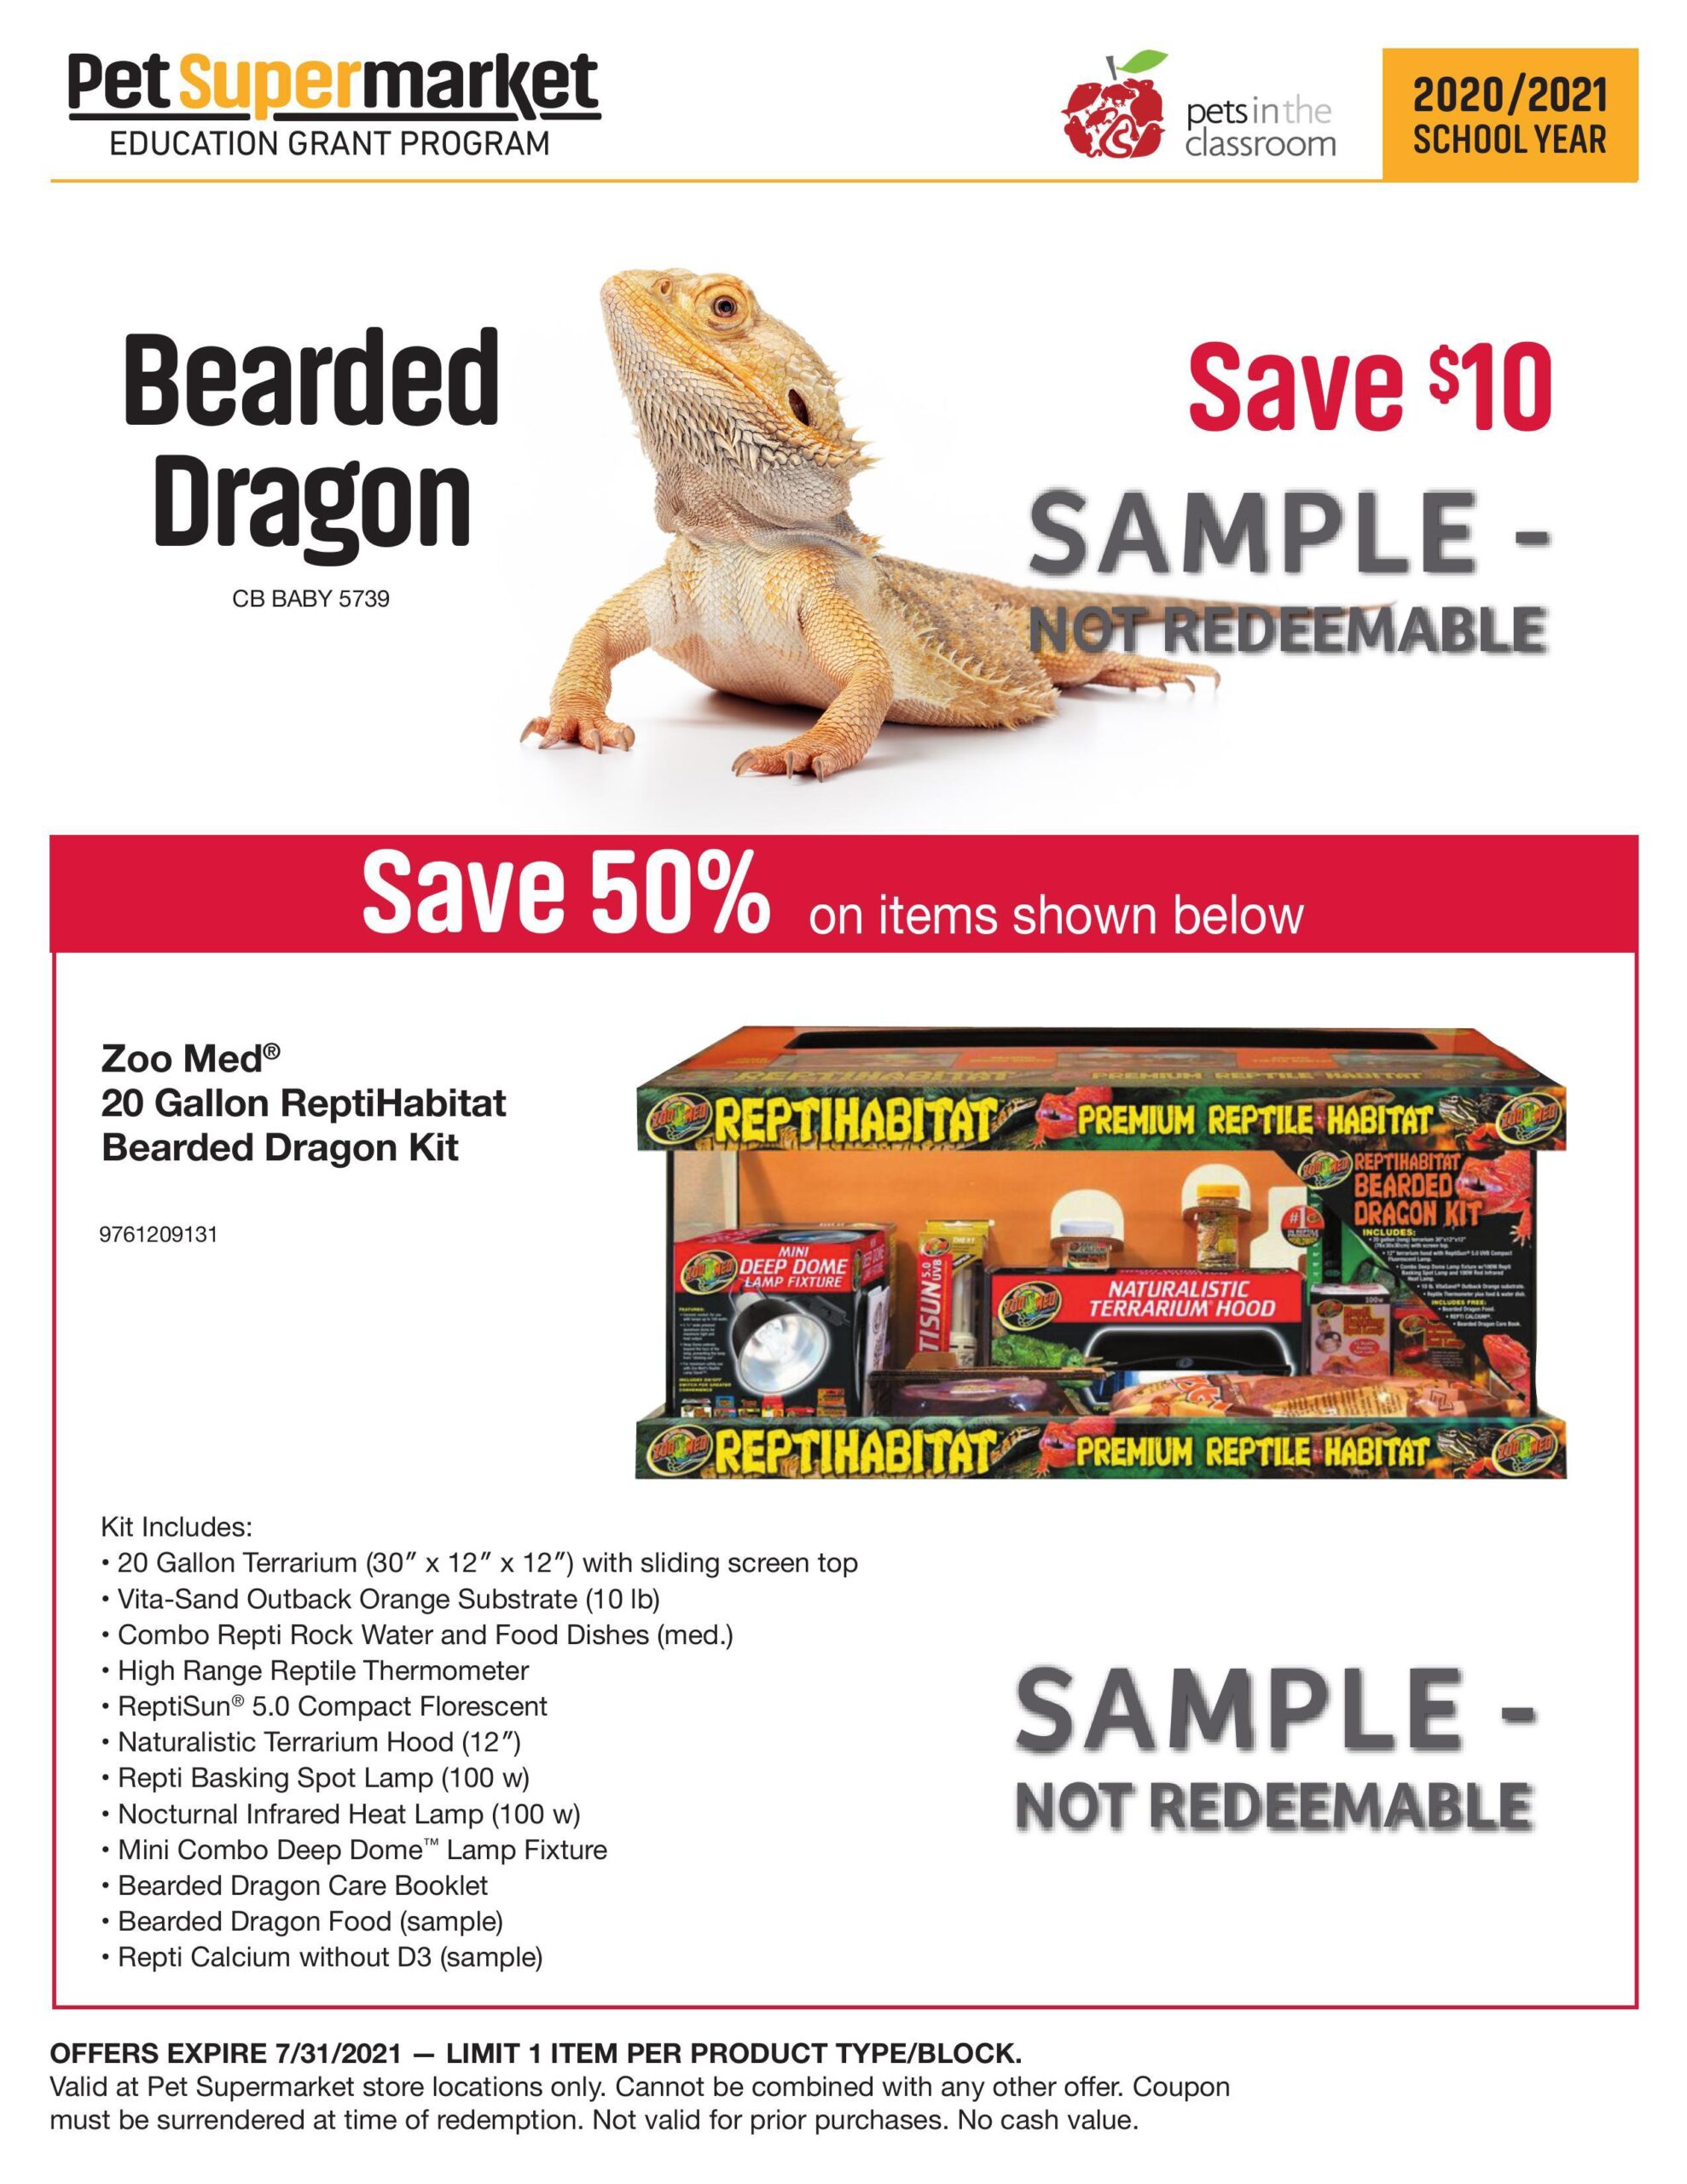 Pet Supermarket
EDUCATION GRANT PROGRAM
pets in the
classroom
2020/2021
SCHOOL YEAR
Bearded
Dragon
CB BABY 5739
Save $10
SAMPLE -
NOT REDEEMABLE
Save 50% on items shown below
Zoo Med®
20 Gallon ReptiHabitat
Bearded Dragon Kit
9761209131
REPTIHABITAT PREMIUM REPTILE HABITAT
REPTIHABITAT
BEARDED
DRAGON KIT
INCLUDES:
#1
MINI
DEEP DOME
LAMP FIXTURE
TISUN 5.0 UVB
NATURALISTIC
TERRARIUM HOOD
INCLUDES FREE:
REPTIHABITAT PREMIUM REPTILE HABITAT
Kit Includes:
• 20 Gallon Terrarium (30″ x 12″ x 12″) with sliding screen top
• Vita-Sand Outback Orange Substrate (10 lb)
• Combo Repti Rock Water and Food Dishes (med.)
• High Range Reptile Thermometer
• ReptiSun® 5.0 Compact Florescent
• Naturalistic Terrarium Hood (12″)
• Repti Basking Spot Lamp (100 w)
• Nocturnal Infrared Heat Lamp (100 w)
• Mini Combo Deep Dome™ Lamp Fixture
• Bearded Dragon Care Booklet
• Bearded Dragon Food (sample)
• Repti Calcium without D3 (sample)
SAMPLE -
NOT REDEEMABLE
OFFERS EXPIRE 7/31/2021 — LIMIT 1 ITEM PER PRODUCT TYPE/BLOCK.
Valid at Pet Supermarket store locations only. Cannot be combined with any other offer. Coupon
must be surrendered at time of redemption. Not valid for prior purchases. No cash value.